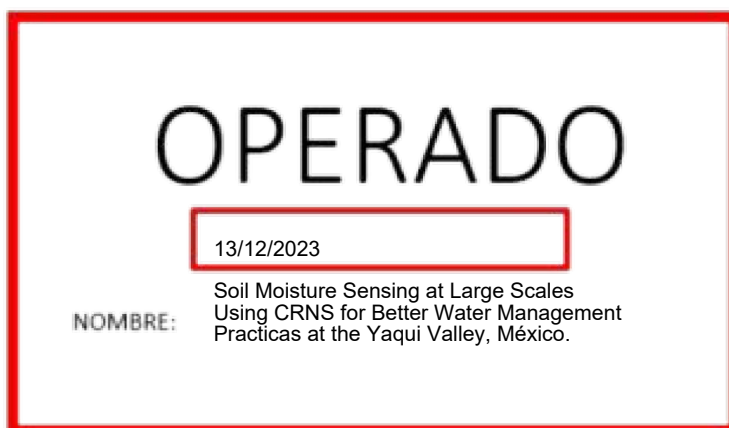 OPERADO
13/12/2023
NOMBRE:
Soil Moisture Sensing at Large Scales
Using CRNS for Better Water Management
Practicas at the Yaqui Valley, México.